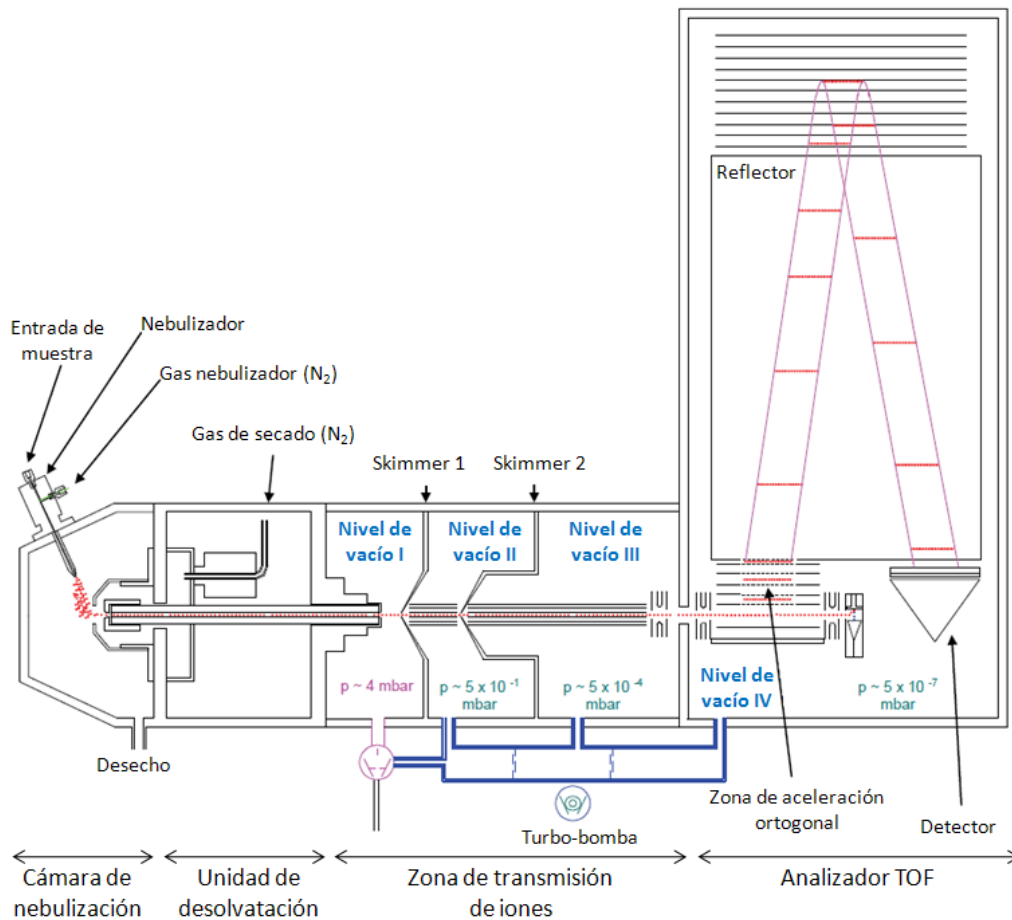 Reflector
Entrada de
muestra
Nebulizador
Gas nebulizador (N₂)
Gas de secado (N₂)
Skimmer 1
Skimmer 2
Nivel de
vacío I
Nivel de
vacío II
Nivel de
vacío III
p ~ 4 mbar
p ~ 5 x 10⁻¹
mbar
p ~ 5 x 10⁻⁴
mbar
Nivel de
vacío IV
p ~ 5 x 10⁻⁷
mbar
Desecho
Turbo-bomba
Zona de aceleración
ortogonal
Detector
Cámara de
nebulización
Unidad de
desolvatación
Zona de transmisión
de iones
Analizador TOF